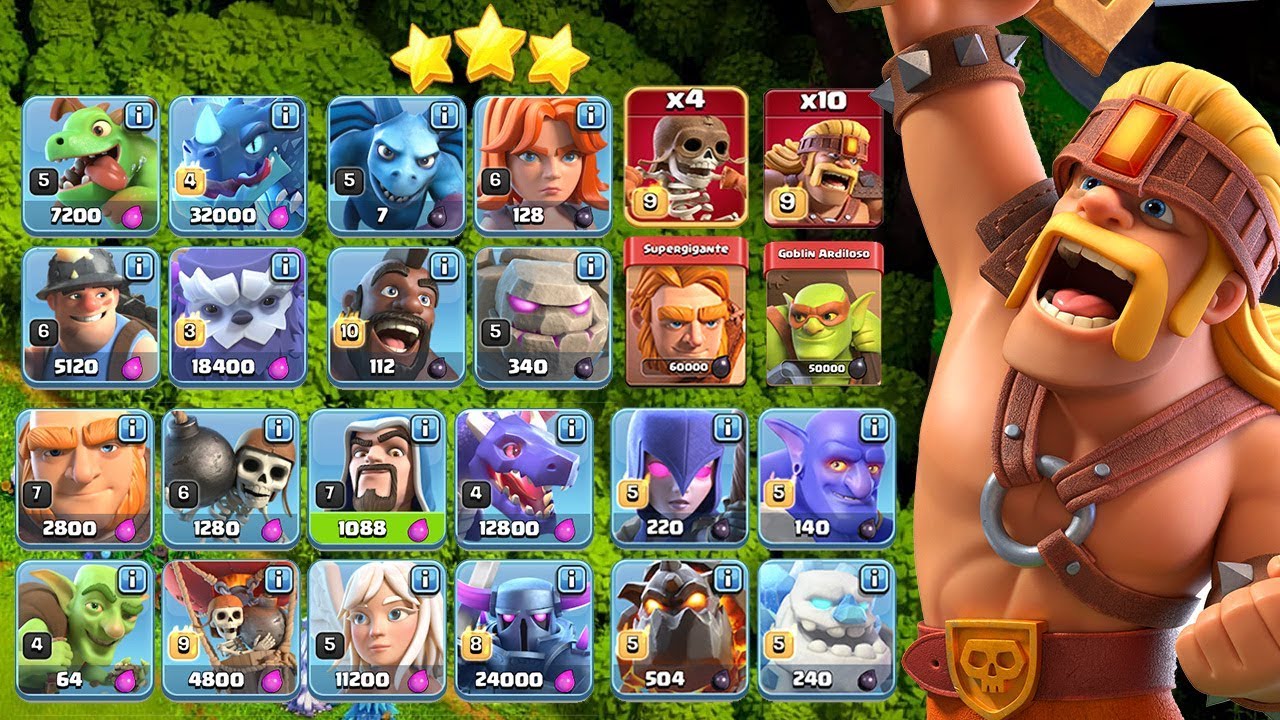 i i i i x4 x10
5 4 5 6 9 9
7200 32000 7 128
i i i i Supergigante Goblin Ardiloso
6 3 10 5
5120 18400 112 340 60000 50000
i i i i i i
7 6 7 4 5 5
2800 1280 1088 12800 220 140
i i i i i i
4 9 5 8 5 5
64 4800 11200 24000 504 240